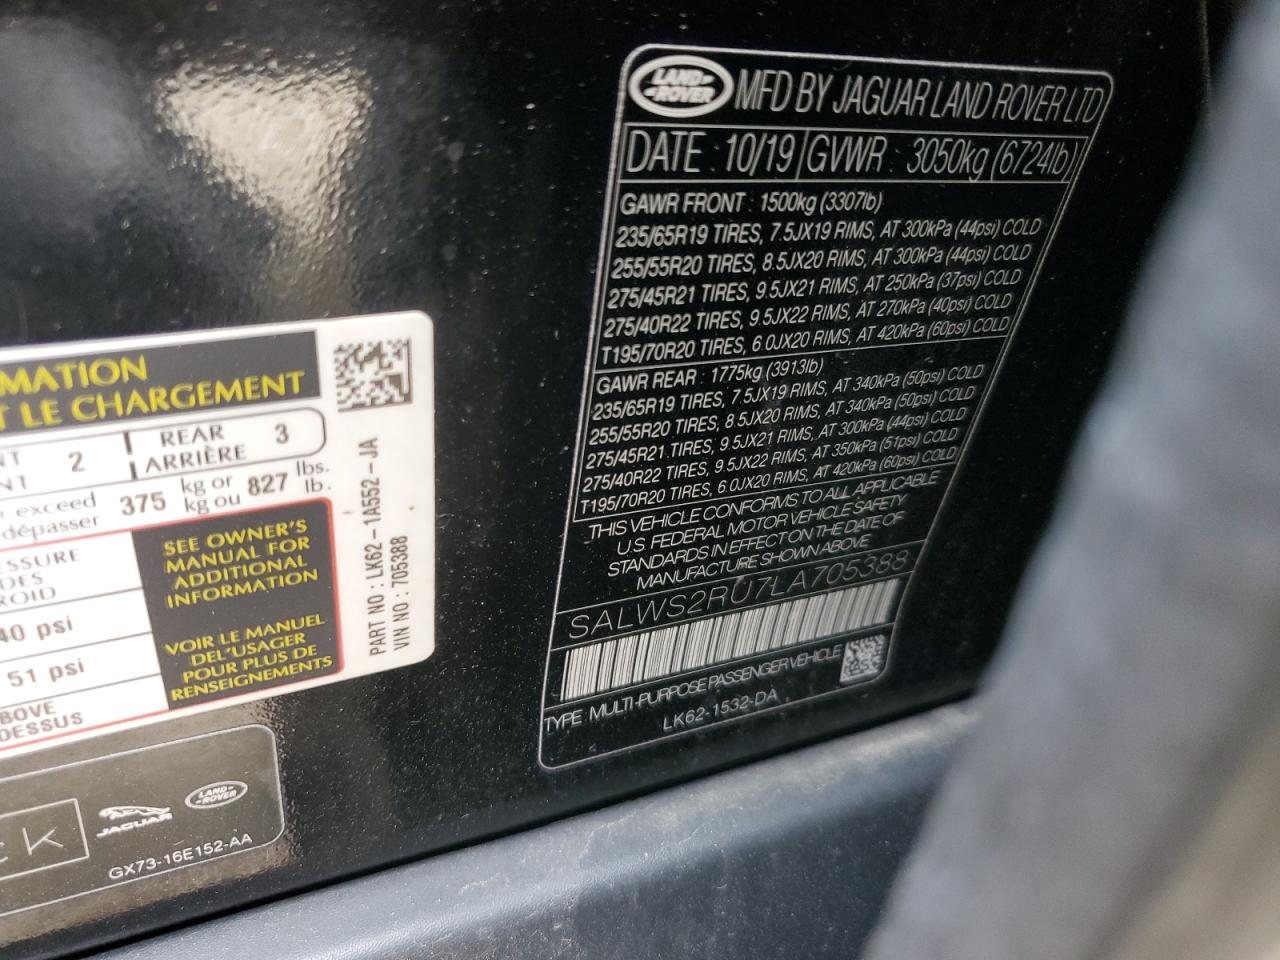 MATION
T LE CHARGEMENT
NT 2 REAR 3
NT ARRIÈRE
exceed 375 kg or 827 lbs.
dépasser kg ou lb.
SSURE
DES
ROID
40 psi
51 psi
BOVE
DESSUS
SEE OWNER'S
MANUAL FOR
ADDITIONAL
INFORMATION
VOIR LE MANUEL
DEL'USAGER
POUR PLUS DE
RENSEIGNEMENTS
PART NO : LK62-1A552-JA
VIN NO : 705388
ck JAGUAR LAND ROVER
GX73-16E152-AA
LAND ROVER MFD BY JAGUAR LAND ROVER LTD
DATE : 10/19 GVWR : 3050kg (6724lb)
GAWR FRONT : 1500kg (3307lb)
235/65R19 TIRES, 7.5JX19 RIMS, AT 300kPa (44psi) COLD
255/55R20 TIRES, 8.5JX20 RIMS, AT 300kPa (44psi) COLD
275/45R21 TIRES, 9.5JX21 RIMS, AT 250kPa (37psi) COLD
275/40R22 TIRES, 9.5JX22 RIMS, AT 270kPa (40psi) COLD
T195/70R20 TIRES, 6.0JX20 RIMS, AT 420kPa (60psi) COLD
GAWR REAR : 1775kg (3913lb)
235/65R19 TIRES, 7.5JX19 RIMS, AT 340kPa (50psi) COLD
255/55R20 TIRES, 8.5JX20 RIMS, AT 340kPa (50psi) COLD
275/45R21 TIRES, 9.5JX21 RIMS, AT 300kPa (44psi) COLD
275/40R22 TIRES, 9.5JX22 RIMS, AT 350kPa (51psi) COLD
T195/70R20 TIRES, 6.0JX20 RIMS, AT 420kPa (60psi) COLD
THIS VEHICLE CONFORMS TO ALL APPLICABLE
U.S. FEDERAL MOTOR VEHICLE SAFETY
STANDARDS IN EFFECT ON THE DATE OF
MANUFACTURE SHOWN ABOVE
SALWS2RU7LA705388
TYPE : MULTI-PURPOSE PASSENGER VEHICLE
LK62-1532-DA